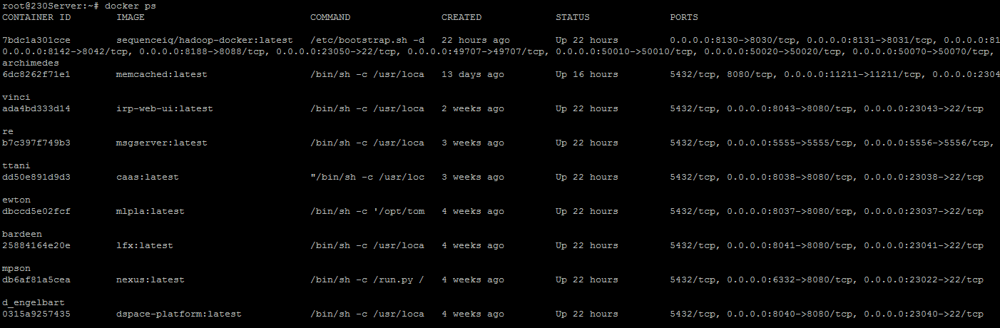 root@230Server:~# docker ps
CONTAINER ID        IMAGE                             COMMAND                CREATED             STATUS              PORTS
7bdc1a301cce        sequenceiq/hadoop-docker:latest   /etc/bootstrap.sh -d   22 hours ago        Up 22 hours         0.0.0.0:8130->8030/tcp, 0.0.0.0:8131->8031/tcp, 0.0.0.0:81
0.0.0.0:8142->8042/tcp, 0.0.0.0:8188->8088/tcp, 0.0.0.0:23050->22/tcp, 0.0.0.0:49707->49707/tcp, 0.0.0.0:50010->50010/tcp, 0.0.0.0:50020->50020/tcp, 0.0.0.0:50070->50070/tcp,
archimedes
6dc8262f71e1        memcached:latest                  /bin/sh -c /usr/loca   13 days ago         Up 16 hours         5432/tcp, 8080/tcp, 0.0.0.0:11211->11211/tcp, 0.0.0.0:2304
vinci
ada4bd333d14        irp-web-ui:latest                 /bin/sh -c /usr/loca   2 weeks ago         Up 22 hours         5432/tcp, 0.0.0.0:8043->8080/tcp, 0.0.0.0:23043->22/tcp
re
b7c397f749b3        msgserver:latest                  /bin/sh -c /usr/loca   3 weeks ago         Up 22 hours         5432/tcp, 0.0.0.0:5555->5555/tcp, 0.0.0.0:5556->5556/tcp,
ttani
dd50e891d9d3        caas:latest                       "/bin/sh -c /usr/loc   3 weeks ago         Up 22 hours         5432/tcp, 0.0.0.0:8038->8080/tcp, 0.0.0.0:23038->22/tcp
ewton
dbccd5e02fcf        mlpla:latest                      /bin/sh -c '/opt/tom   4 weeks ago         Up 22 hours         5432/tcp, 0.0.0.0:8037->8080/tcp, 0.0.0.0:23037->22/tcp
bardeen
25884164e20e        lfx:latest                        /bin/sh -c /usr/loca   4 weeks ago         Up 22 hours         5432/tcp, 0.0.0.0:8041->8080/tcp, 0.0.0.0:23041->22/tcp
mpson
db6af81a5cea        nexus:latest                      /bin/sh -c /run.py /   4 weeks ago         Up 22 hours         5432/tcp, 0.0.0.0:6332->8080/tcp, 0.0.0.0:23022->22/tcp
d_engelbart
0315a9257435        dspace-platform:latest            /bin/sh -c /usr/loca   4 weeks ago         Up 22 hours         5432/tcp, 0.0.0.0:8040->8080/tcp, 0.0.0.0:23040->22/tcp